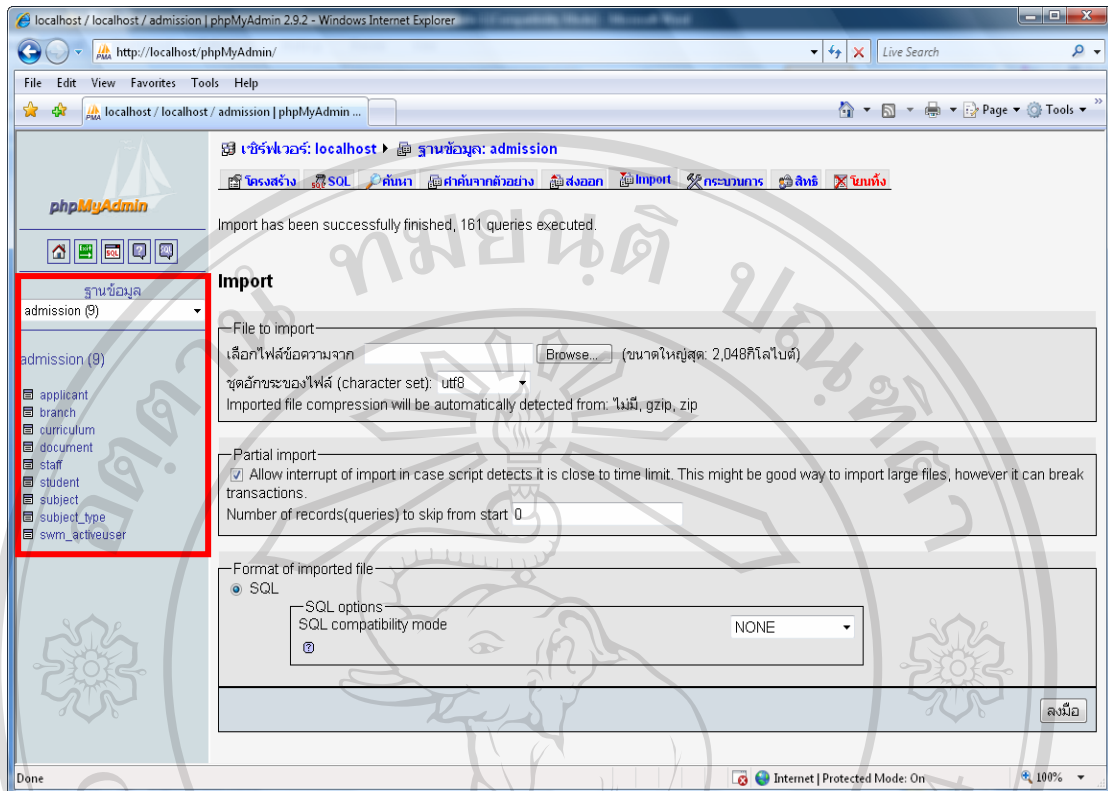 localhost / localhost / admission | phpMyAdmin 2.9.2 - Windows Internet Explorer
http://localhost/phpMyAdmin/
Live Search
File Edit View Favorites Tools Help
localhost / localhost / admission | phpMyAdmin ...
Page Tools
phpMyAdmin
ฐานข้อมูล
admission (9)
admission (9)
applicant
branch
curriculum
document
staff
student
subject
subject_type
swm_activeuser
เซิร์ฟเวอร์: localhost ฐานข้อมูล: admission
โครงสร้าง SQL ค้นหา คำค้นจากตัวอย่าง ส่งออก Import กระบวนการ สิทธิ โยนทิ้ง
Import has been successfully finished, 161 queries executed.
Import
File to import
เลือกไฟล์ข้อความจาก Browse... (ขนาดใหญ่สุด: 2,048กิโลไบต์)
ชุดอักขระของไฟล์ (character set): utf8
Imported file compression will be automatically detected from: ไม่มี, gzip, zip
Partial import
Allow interrupt of import in case script detects it is close to time limit. This might be good way to import large files, however it can break
transactions.
Number of records(queries) to skip from start 0
Format of imported file
SQL
SQL options
SQL compatibility mode NONE
ลงมือ
Done
Internet | Protected Mode: On
100%